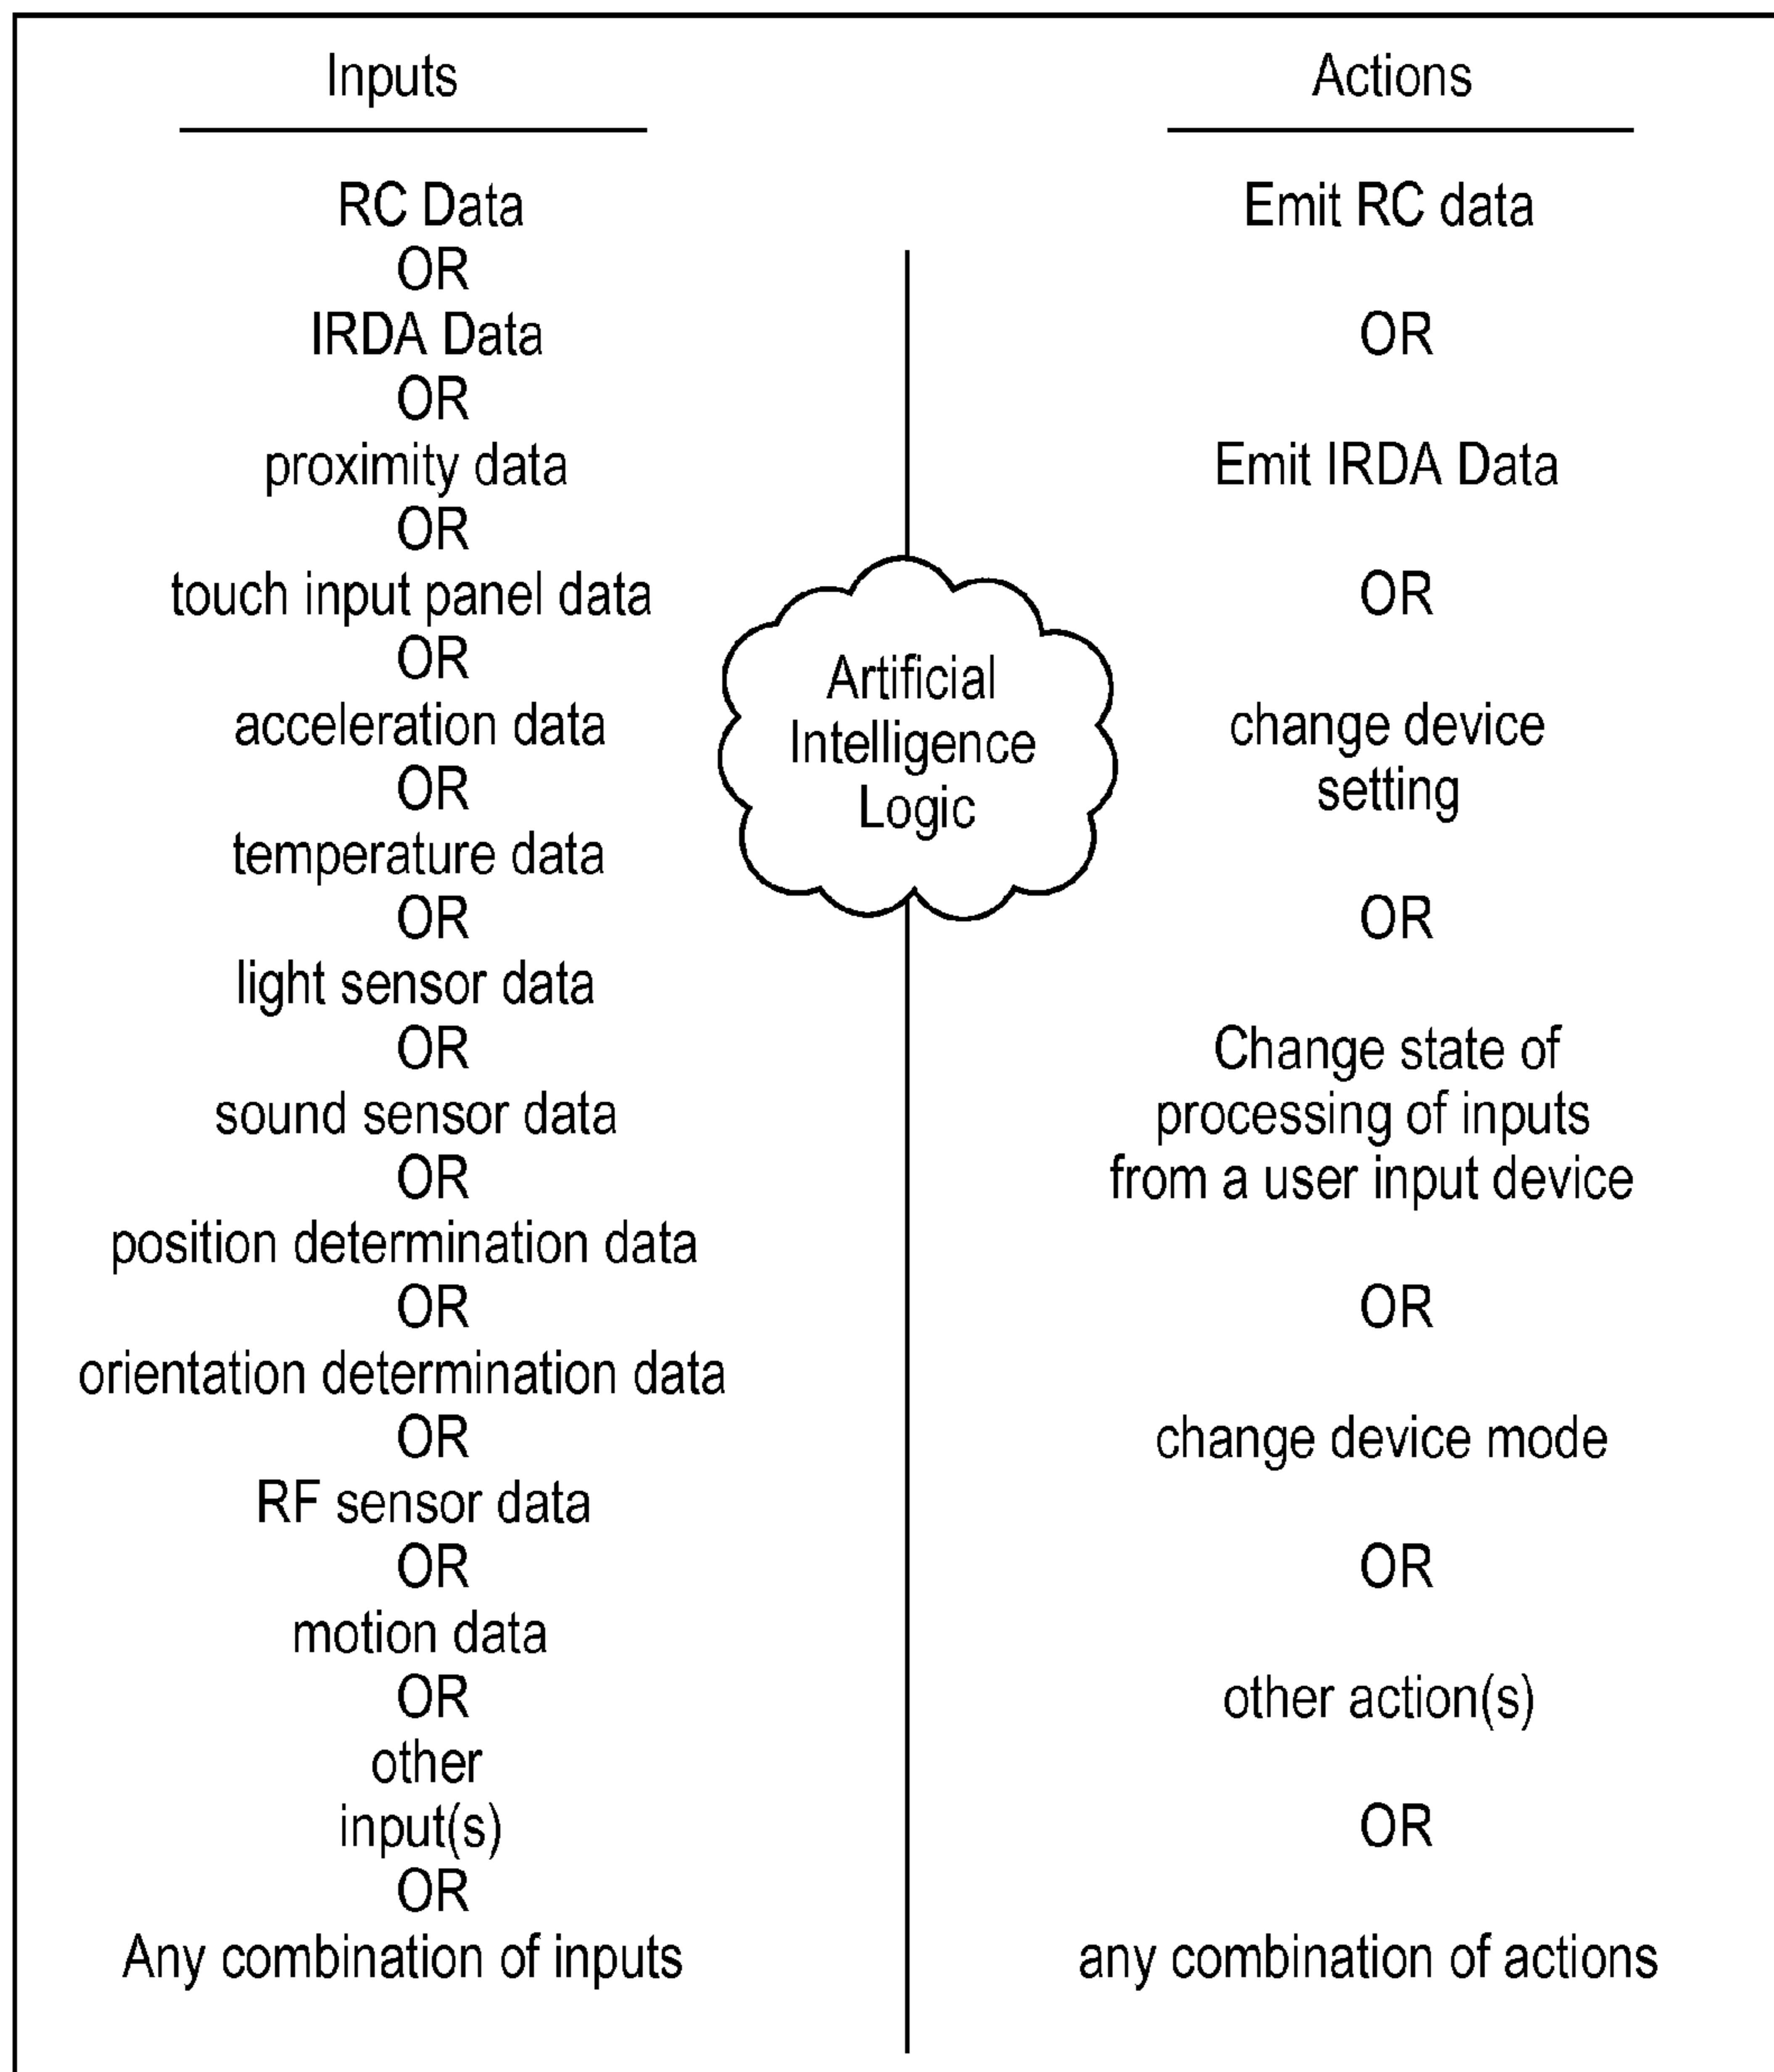 Inputs
RC Data
OR
IRDA Data
OR
proximity data
OR
touch input panel data
OR
acceleration data
OR
temperature data
OR
light sensor data
OR
sound sensor data
OR
position determination data
OR
orientation determination data
OR
RF sensor data
OR
motion data
OR
other
input(s)
OR
Any combination of inputs
Artificial
Intelligence
Logic
Actions
Emit RC data
OR
Emit IRDA Data
OR
change device
setting
OR
Change state of
processing of inputs
from a user input device
OR
change device mode
OR
other action(s)
OR
any combination of actions